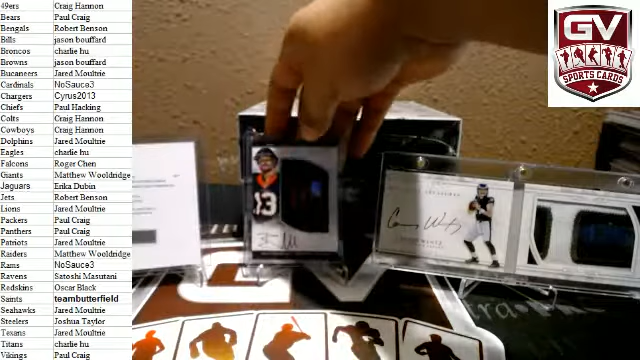 49ers Craig Hannon
Bears Paul Craig
Bengals Robert Benson
Bills jason bouffard
Broncos charlie hu
Browns jason bouffard
Bucaneers Jared Moultrie
Cardinals NoSauce3
Chargers Cyrus2013
Chiefs Paul Hacking
Colts Craig Hannon
Cowboys Craig Hannon
Dolphins Jared Moultrie
Eagles charlie hu
Falcons Roger Chen
Giants Matthew Wooldridge
Jaguars Erika Dubin
Jets Robert Benson
Lions Jared Moultrie
Packers Paul Craig
Panthers Paul Craig
Patriots Jared Moultrie
Raiders Matthew Wooldridge
Rams NoSauce3
Ravens Satoshi Masutani
Redskins Oscar Black
Saints teambutterfield
Seahawks Jared Moultrie
Steelers Joshua Taylor
Texans Jared Moultrie
Titans charlie hu
Vikings Paul Craig
GV
SPORTS CARDS
13
WENTZ